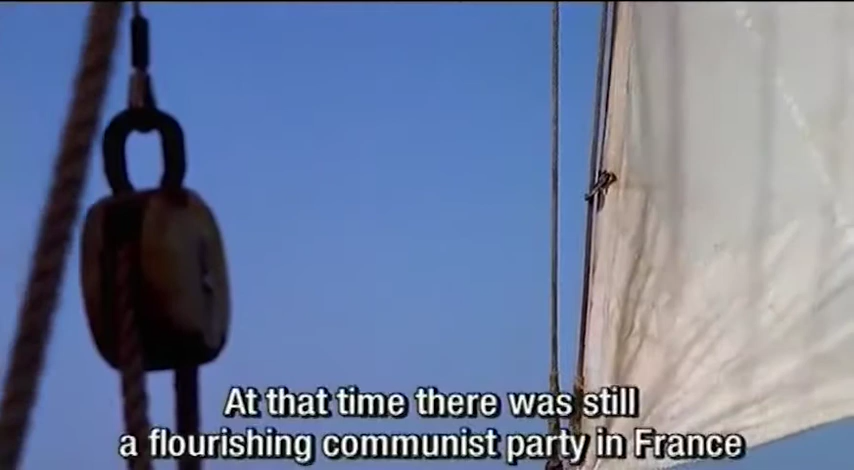 At that time there was still
a flourishing communist party in France